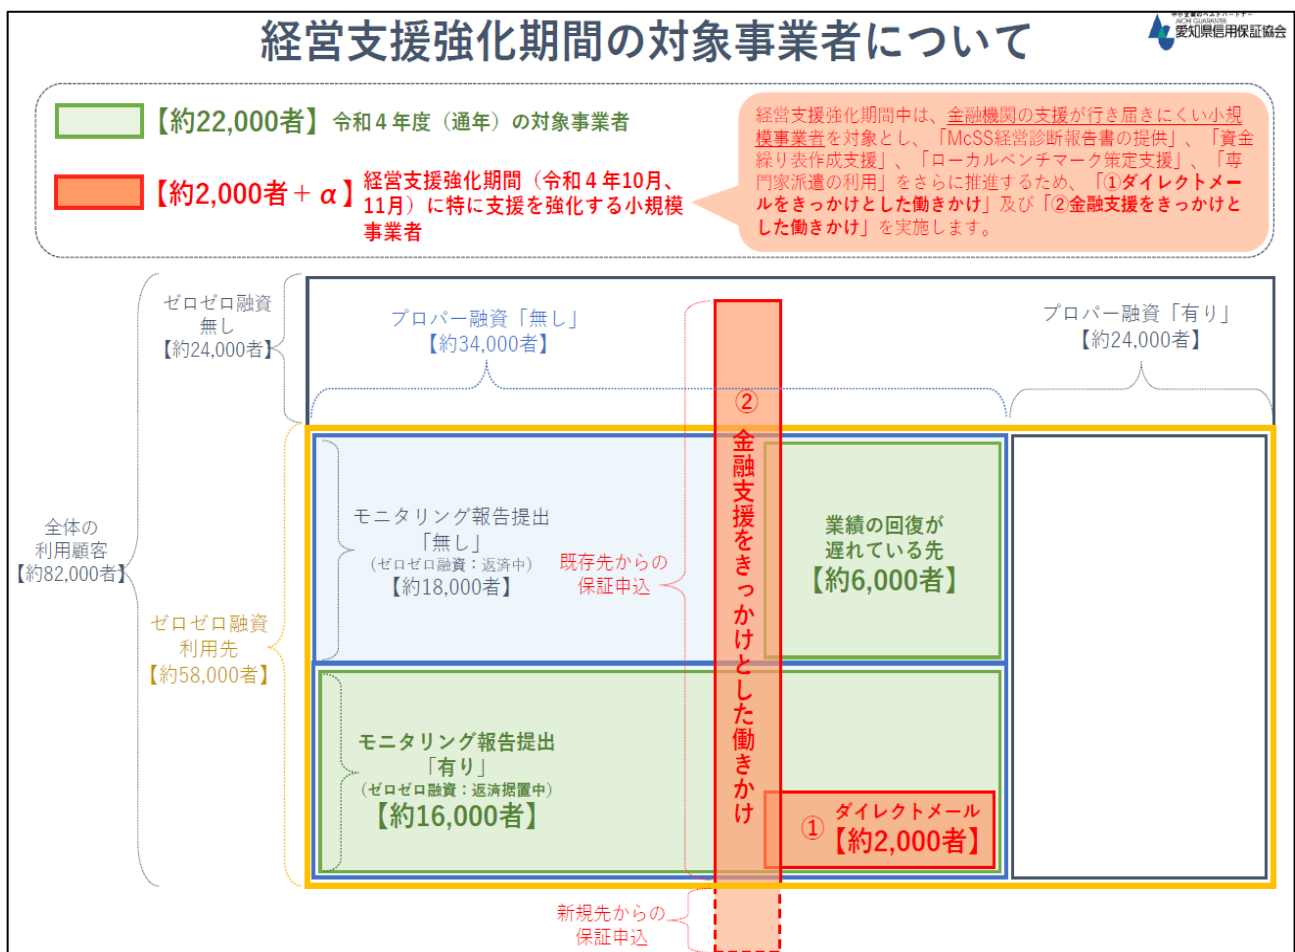 経営支援強化期間の対象事業者について
中小企業のベストパートナー
AICHI GUARANTEE
愛知県信用保証協会
【約22,000者】令和４年度（通年）の対象事業者
【約2,000者＋α】経営支援強化期間（令和４年10月、
11月）に特に支援を強化する小規模
事業者
経営支援強化期間中は、金融機関の支援が行き届きにくい小規
模事業者を対象とし、「McSS経営診断報告書の提供」、「資金
繰り表作成支援」、「ローカルベンチマーク策定支援」、「専
門家派遣の利用」をさらに推進するため、「①ダイレクトメー
ルをきっかけとした働きかけ」及び「②金融支援をきっかけと
した働きかけ」を実施します。
ゼロゼロ融資
無し
【約24,000者】
プロパー融資「無し」
【約34,000者】
プロパー融資「有り」
【約24,000者】
全体の
利用顧客
【約82,000者】
ゼロゼロ融資
利用先
【約58,000者】
モニタリング報告提出
「無し」
（ゼロゼロ融資：返済中）
【約18,000者】
既存先からの
保証申込
② 金融支援をきっかけとした働きかけ
業績の回復が
遅れている先
【約6,000者】
モニタリング報告提出
「有り」
（ゼロゼロ融資：返済据置中）
【約16,000者】
① ダイレクトメール
【約2,000者】
新規先からの
保証申込